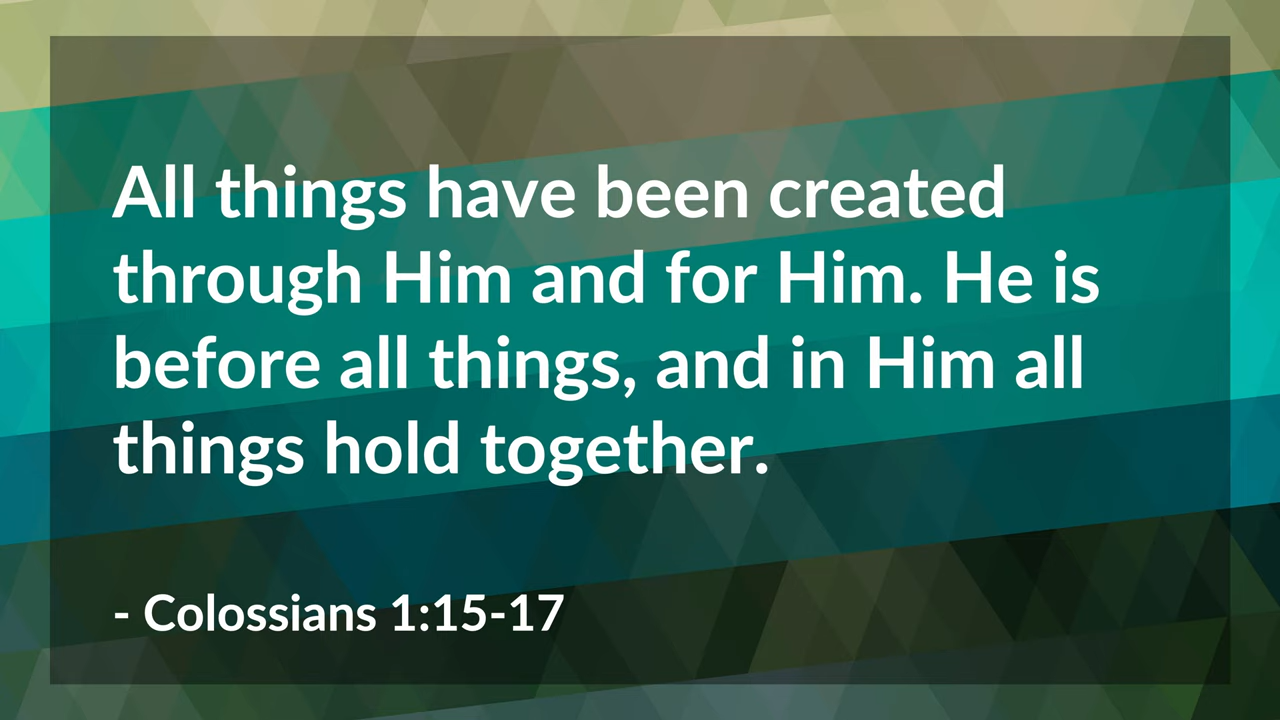 All things have been created
through Him and for Him. He is
before all things, and in Him all
things hold together.
- Colossians 1:15-17